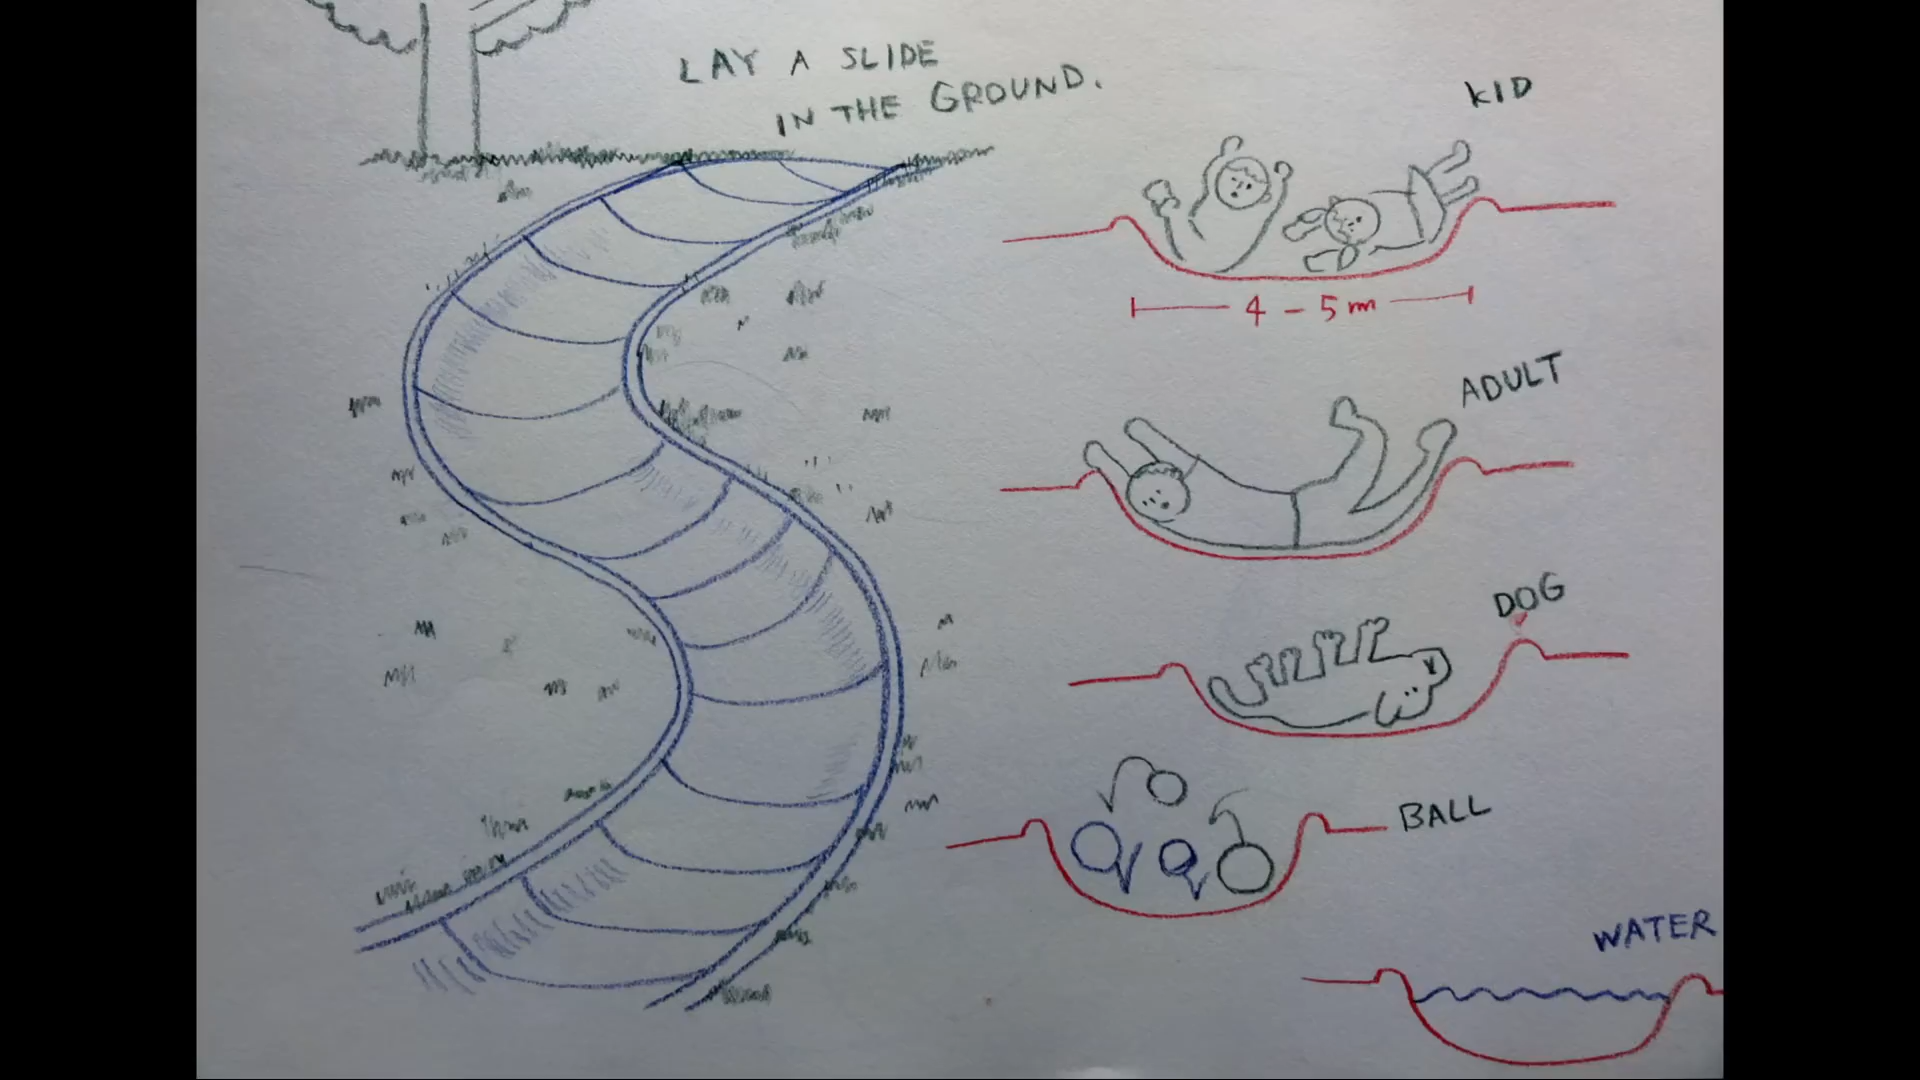 LAY A SLIDE
IN THE GROUND.
KID
4 - 5m
ADULT
DOG
BALL
WATER